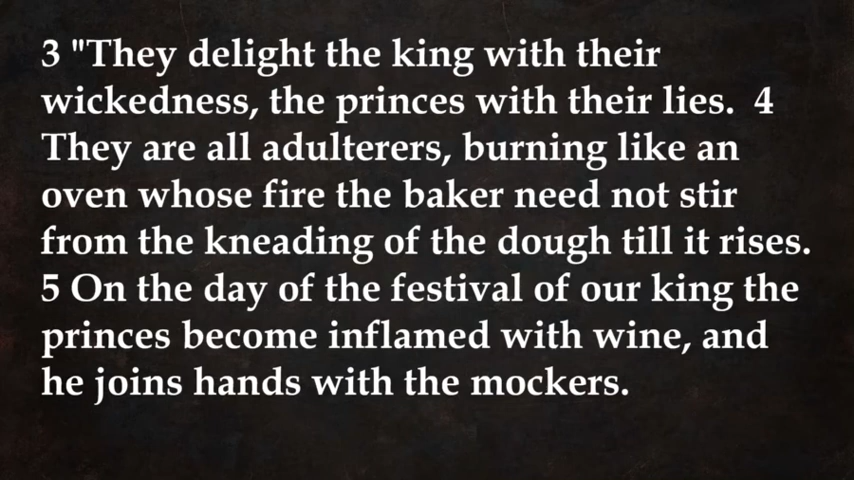 3 "They delight the king with their
wickedness, the princes with their lies.  4
They are all adulterers, burning like an
oven whose fire the baker need not stir
from the kneading of the dough till it rises.
5 On the day of the festival of our king the
princes become inflamed with wine, and
he joins hands with the mockers.